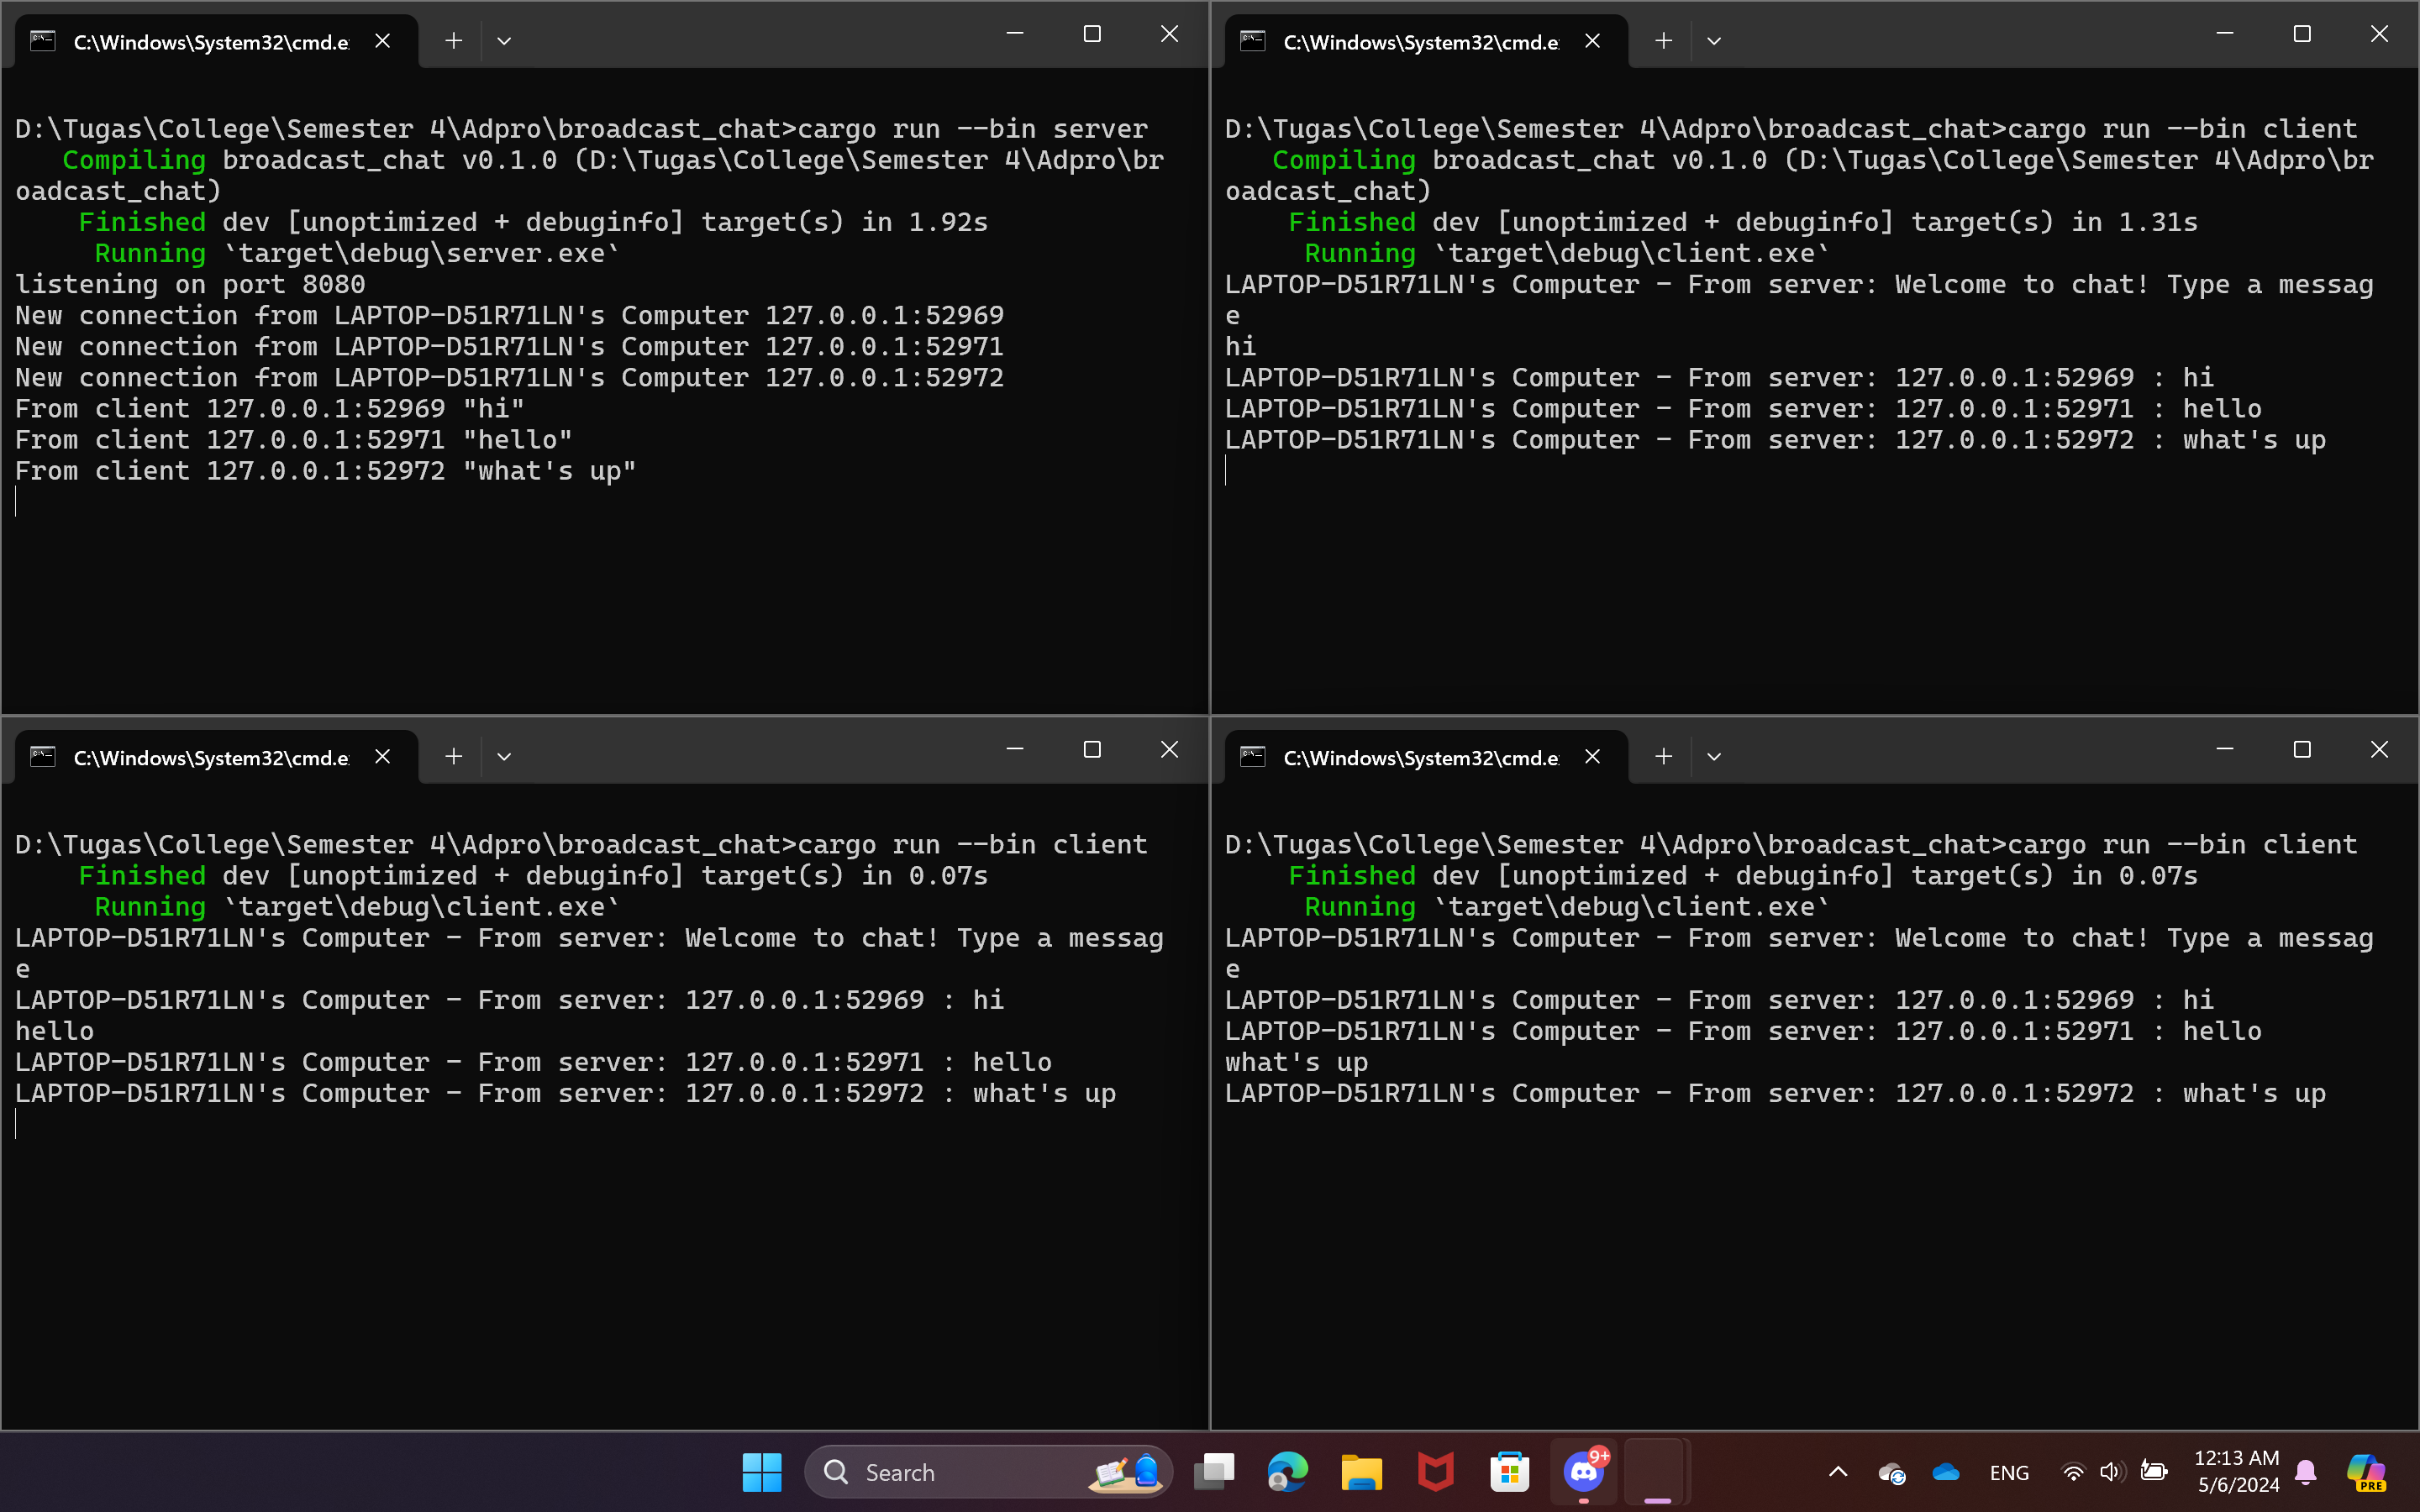 C:\Windows\System32\cmd.e
D:\Tugas\College\Semester 4\Adpro\broadcast_chat>cargo run --bin server
Compiling broadcast_chat v0.1.0 (D:\Tugas\College\Semester 4\Adpro\br
oadcast_chat)
Finished dev [unoptimized + debuginfo] target(s) in 1.92s
Running `target\debug\server.exe`
listening on port 8080
New connection from LAPTOP-D51R71LN's Computer 127.0.0.1:52969
New connection from LAPTOP-D51R71LN's Computer 127.0.0.1:52971
New connection from LAPTOP-D51R71LN's Computer 127.0.0.1:52972
From client 127.0.0.1:52969 "hi"
From client 127.0.0.1:52971 "hello"
From client 127.0.0.1:52972 "what's up"
C:\Windows\System32\cmd.e
D:\Tugas\College\Semester 4\Adpro\broadcast_chat>cargo run --bin client
Compiling broadcast_chat v0.1.0 (D:\Tugas\College\Semester 4\Adpro\br
oadcast_chat)
Finished dev [unoptimized + debuginfo] target(s) in 1.31s
Running `target\debug\client.exe`
LAPTOP-D51R71LN's Computer - From server: Welcome to chat! Type a messag
e
hi
LAPTOP-D51R71LN's Computer - From server: 127.0.0.1:52969 : hi
LAPTOP-D51R71LN's Computer - From server: 127.0.0.1:52971 : hello
LAPTOP-D51R71LN's Computer - From server: 127.0.0.1:52972 : what's up
C:\Windows\System32\cmd.e
D:\Tugas\College\Semester 4\Adpro\broadcast_chat>cargo run --bin client
Finished dev [unoptimized + debuginfo] target(s) in 0.07s
Running `target\debug\client.exe`
LAPTOP-D51R71LN's Computer - From server: Welcome to chat! Type a messag
e
LAPTOP-D51R71LN's Computer - From server: 127.0.0.1:52969 : hi
hello
LAPTOP-D51R71LN's Computer - From server: 127.0.0.1:52971 : hello
LAPTOP-D51R71LN's Computer - From server: 127.0.0.1:52972 : what's up
C:\Windows\System32\cmd.e
D:\Tugas\College\Semester 4\Adpro\broadcast_chat>cargo run --bin client
Finished dev [unoptimized + debuginfo] target(s) in 0.07s
Running `target\debug\client.exe`
LAPTOP-D51R71LN's Computer - From server: Welcome to chat! Type a messag
e
LAPTOP-D51R71LN's Computer - From server: 127.0.0.1:52969 : hi
LAPTOP-D51R71LN's Computer - From server: 127.0.0.1:52971 : hello
what's up
LAPTOP-D51R71LN's Computer - From server: 127.0.0.1:52972 : what's up
Search
9+
ENG
12:13 AM
5/6/2024
PRE